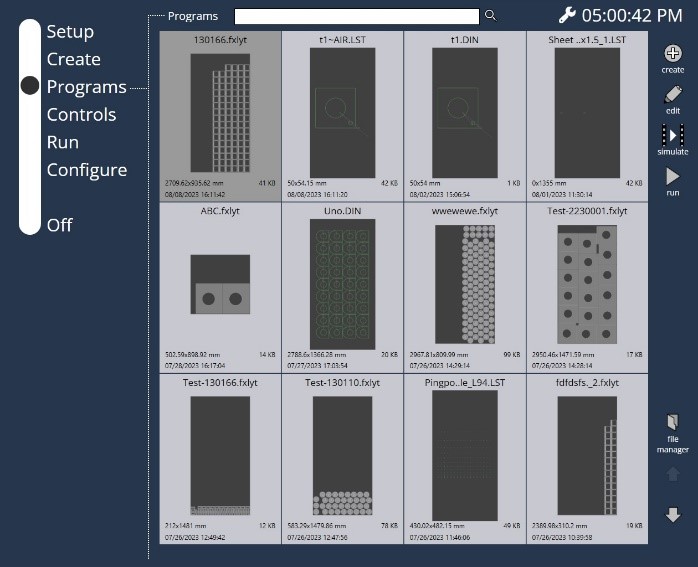 Programs
05:00:42 PM
Setup
Create
Programs
Controls
Run
Configure
Off
130166.fxlyt
2709.62x935.62 mm 41 KB
08/08/2023 16:11:42
t1~AIR.LST
50x54.15 mm 42 KB
08/08/2023 16:11:20
t1.DIN
50x54 mm 1 KB
08/02/2023 15:06:54
Sheet ..x1.5_1.LST
0x1355 mm 42 KB
08/01/2023 11:30:14
ABC.fxlyt
502.59x898.92 mm 14 KB
07/28/2023 16:17:04
Uno.DIN
2788.6x1366.28 mm 20 KB
07/27/2023 17:03:54
wwewewe.fxlyt
2967.81x809.99 mm 99 KB
07/26/2023 14:29:14
Test-2230001.fxlyt
2950.46x1471.59 mm 17 KB
07/26/2023 14:28:14
Test-130166.fxlyt
212x1481 mm 12 KB
07/26/2023 12:49:42
Test-130110.fxlyt
583.29x1479.86 mm 78 KB
07/26/2023 12:47:56
Pingpo..le_L94.LST
430.02x482.15 mm 49 KB
07/26/2023 11:46:06
fdfdsfs._2.fxlyt
2389.98x310.2 mm 19 KB
07/26/2023 10:39:58
create
edit
simulate
run
file
manager